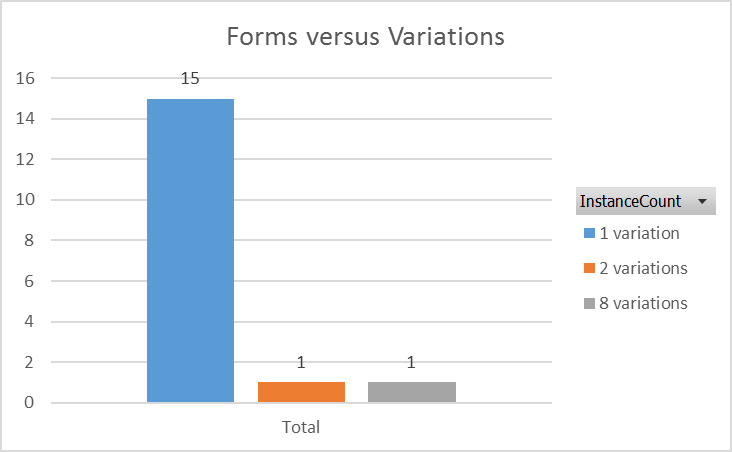 Forms versus Variations
16
14
12
10
8
6
4
2
0
15
1
1
Total
InstanceCount
1 variation
2 variations
8 variations